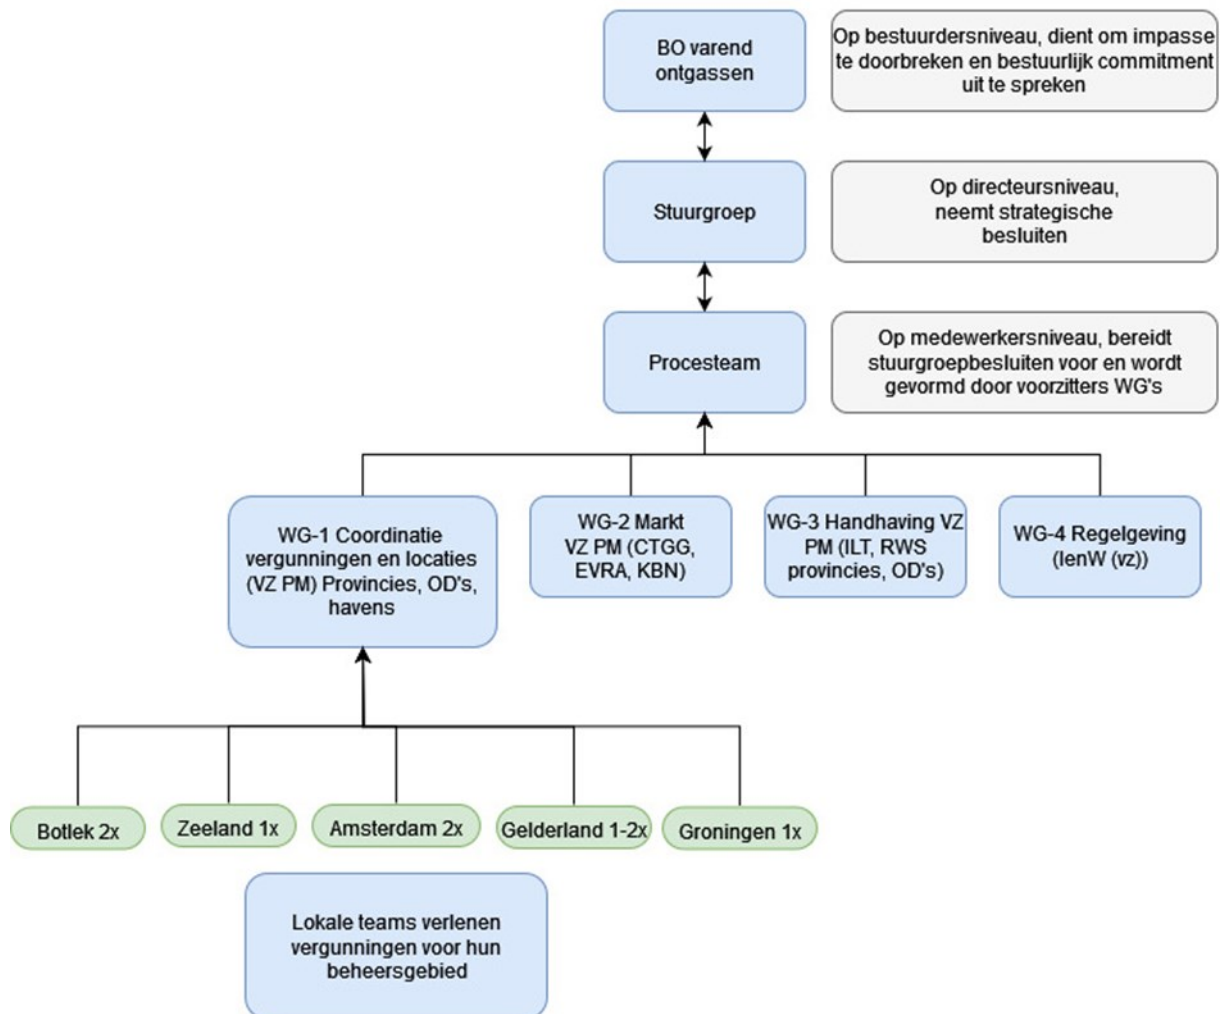 BO varend
ontgassen
Op bestuurdersniveau, dient om impasse
te doorbreken en bestuurlijk commitment
uit te spreken
Stuurgroep
Op directeursniveau,
neemt strategische
besluiten
Procesteam
Op medewerkersniveau, bereidt
stuurgroepbesluiten voor en wordt
gevormd door voorzitters WG's
WG-1 Coordinatie
vergunningen en locaties
(VZ PM) Provincies, OD's,
havens
WG-2 Markt
VZ PM (CTGG,
EVRA, KBN)
WG-3 Handhaving VZ
PM (ILT, RWS
provincies, OD's)
WG-4 Regelgeving
(IenW (vz))
Botlek 2x
Zeeland 1x
Amsterdam 2x
Gelderland 1-2x
Groningen 1x
Lokale teams verlenen
vergunningen voor hun
beheersgebied